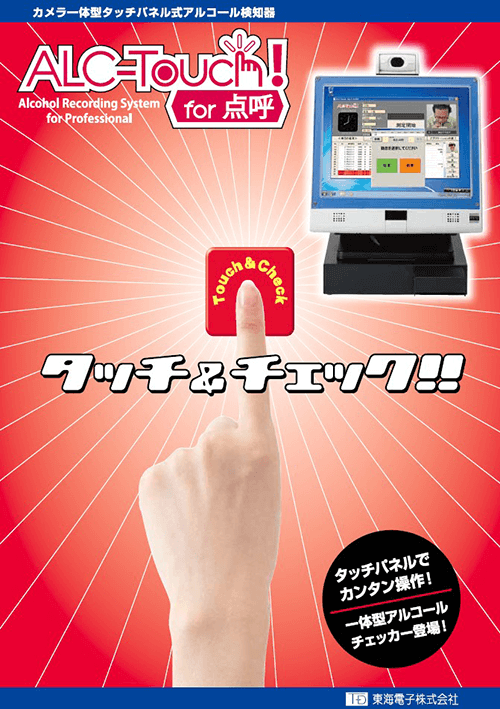 カメラ一体型タッチパネル式アルコール検知器
ALC-Touch!
Alcohol Recording System
for Professional
for 点呼
Touch & Check
タッチ&チェック!!
タッチパネルで
カンタン操作!
一体型アルコール
チェッカー登場!
TD 東海電子株式会社